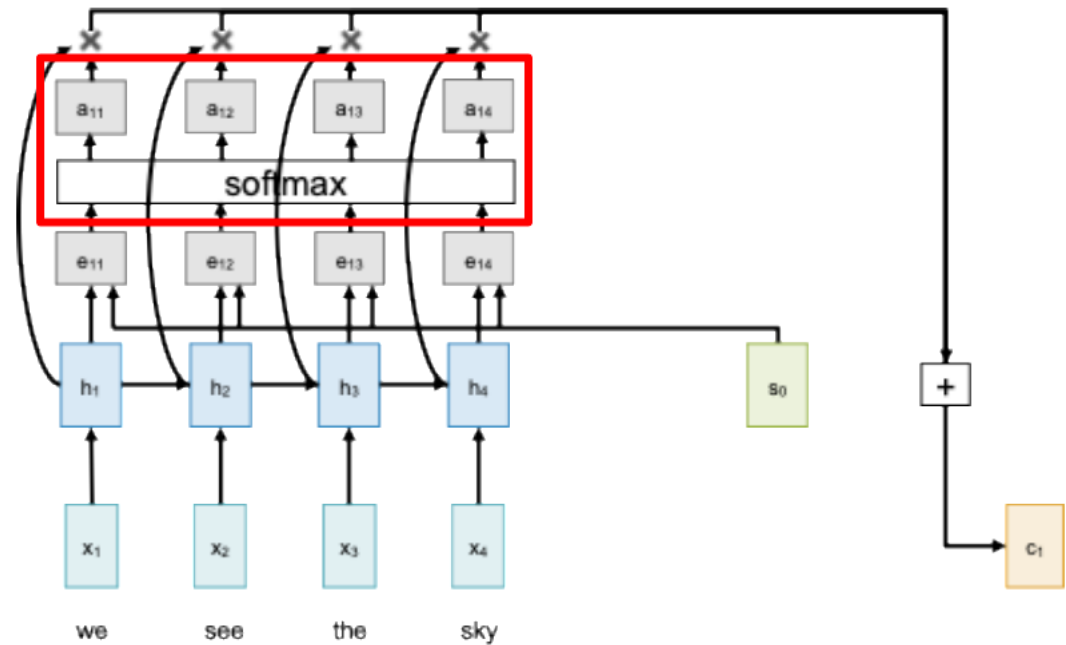 × × × ×
a₁₁ a₁₂ a₁₃ a₁₄
softmax
e₁₁ e₁₂ e₁₃ e₁₄
h₁ h₂ h₃ h₄ s₀ +
x₁ x₂ x₃ x₄ c₁
we see the sky